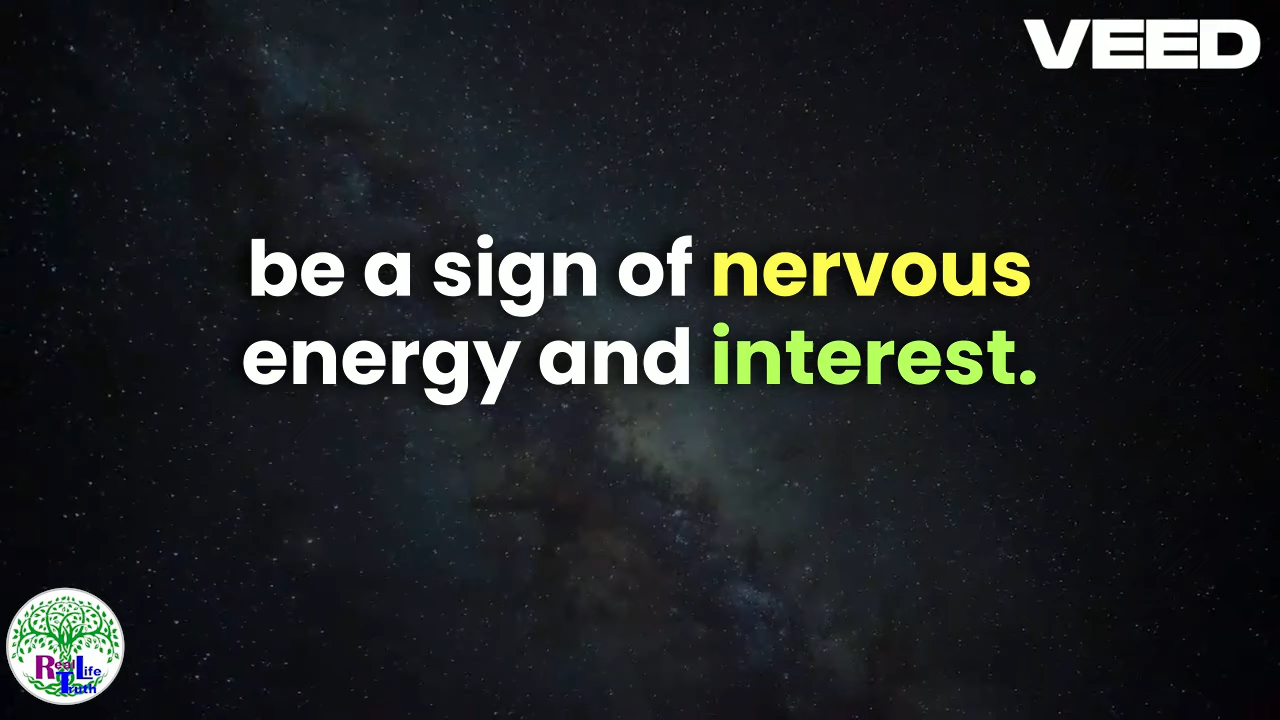 VEED
be a sign of nervous
energy and interest.
Real Life
Truth